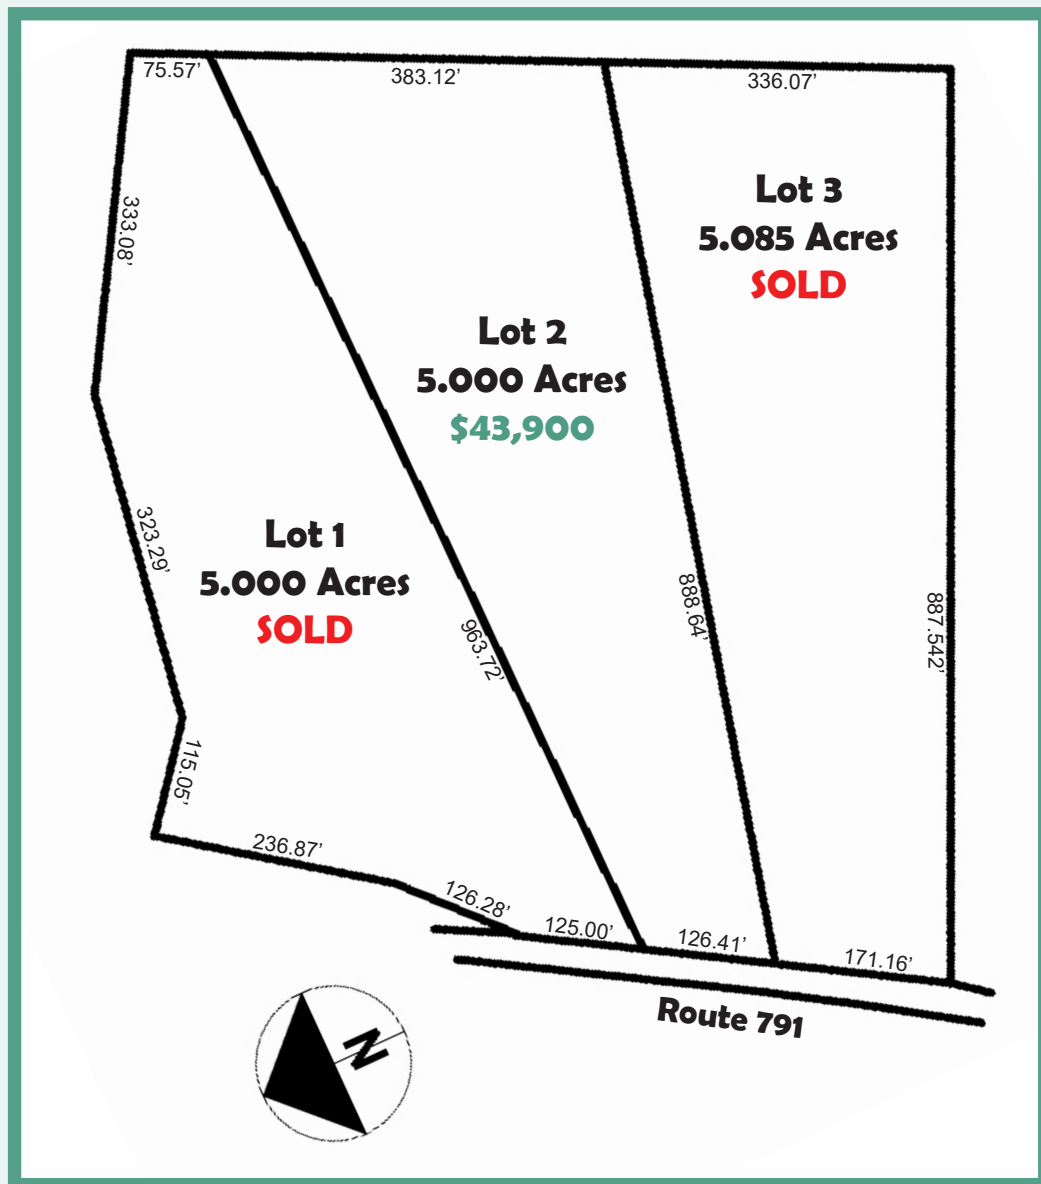 75.57’
383.12’
336.07’
333.08’
Lot 3
5.085 Acres
SOLD
Lot 2
5.000 Acres
$43,900
323.29’
Lot 1
5.000 Acres
SOLD
963.72’
888.64’
887.542’
115.05’
236.87’
126.28’
125.00’
126.41’
171.16’
Route 791
N